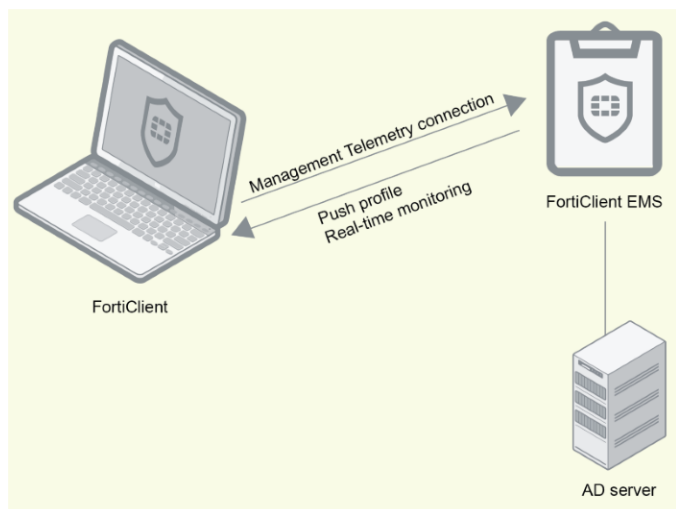 Management Telemetry connection
Push profile
Real-time monitoring
FortiClient EMS
FortiClient
AD server